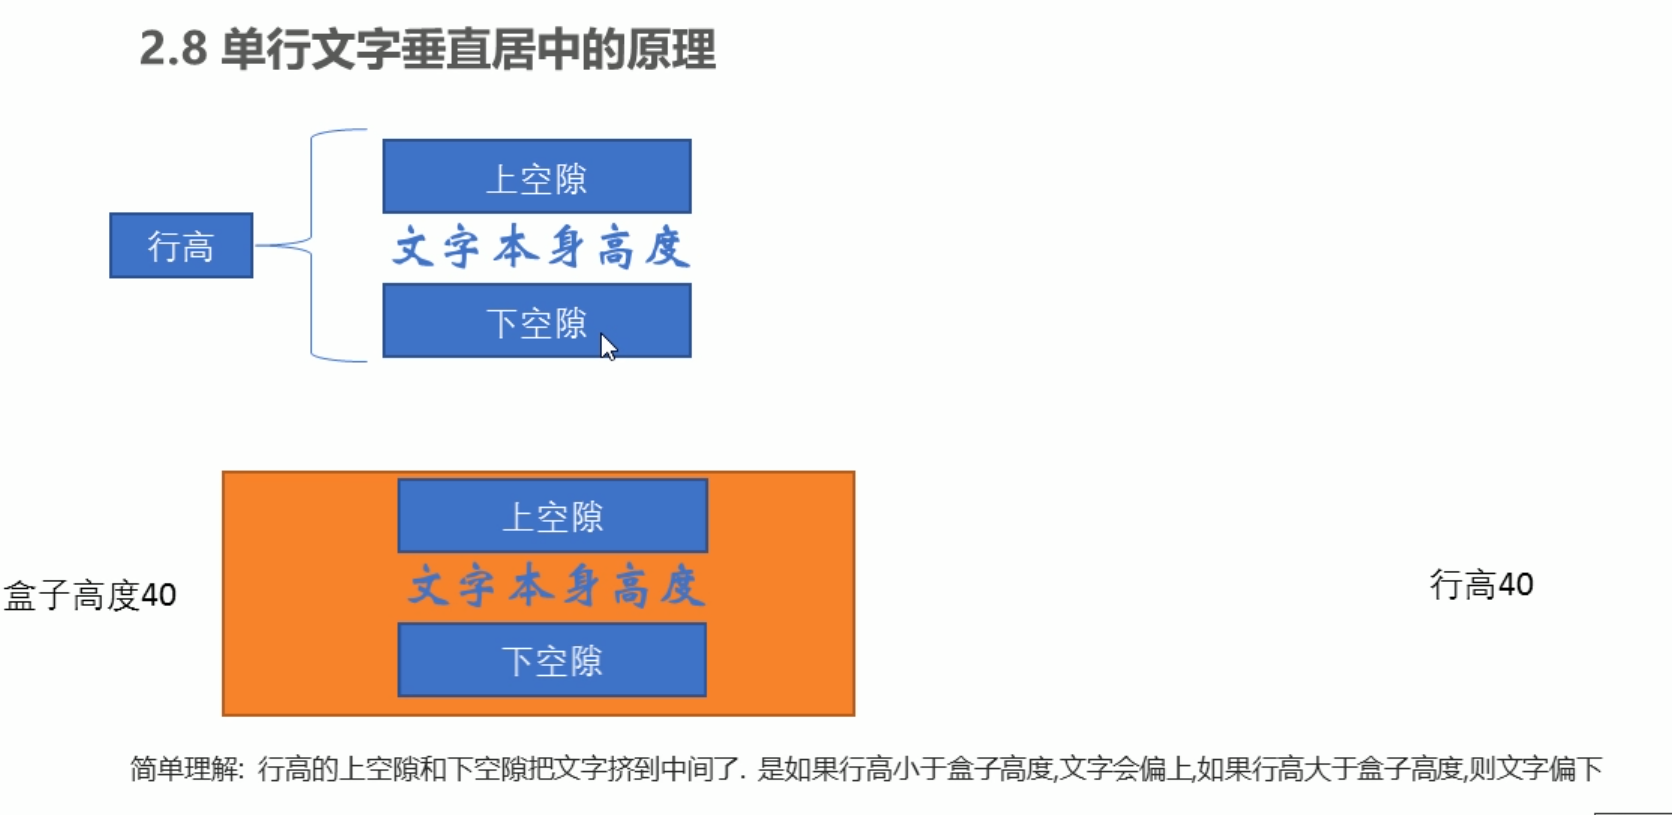 2.8 单行文字垂直居中的原理
上空隙
行高
文字本身高度
下空隙
上空隙
文字本身高度
下空隙
盒子高度40
行高40
简单理解: 行高的上空隙和下空隙把文字挤到中间了. 是如果行高小于盒子高度,文字会偏上,如果行高大于盒子高度,则文字偏下